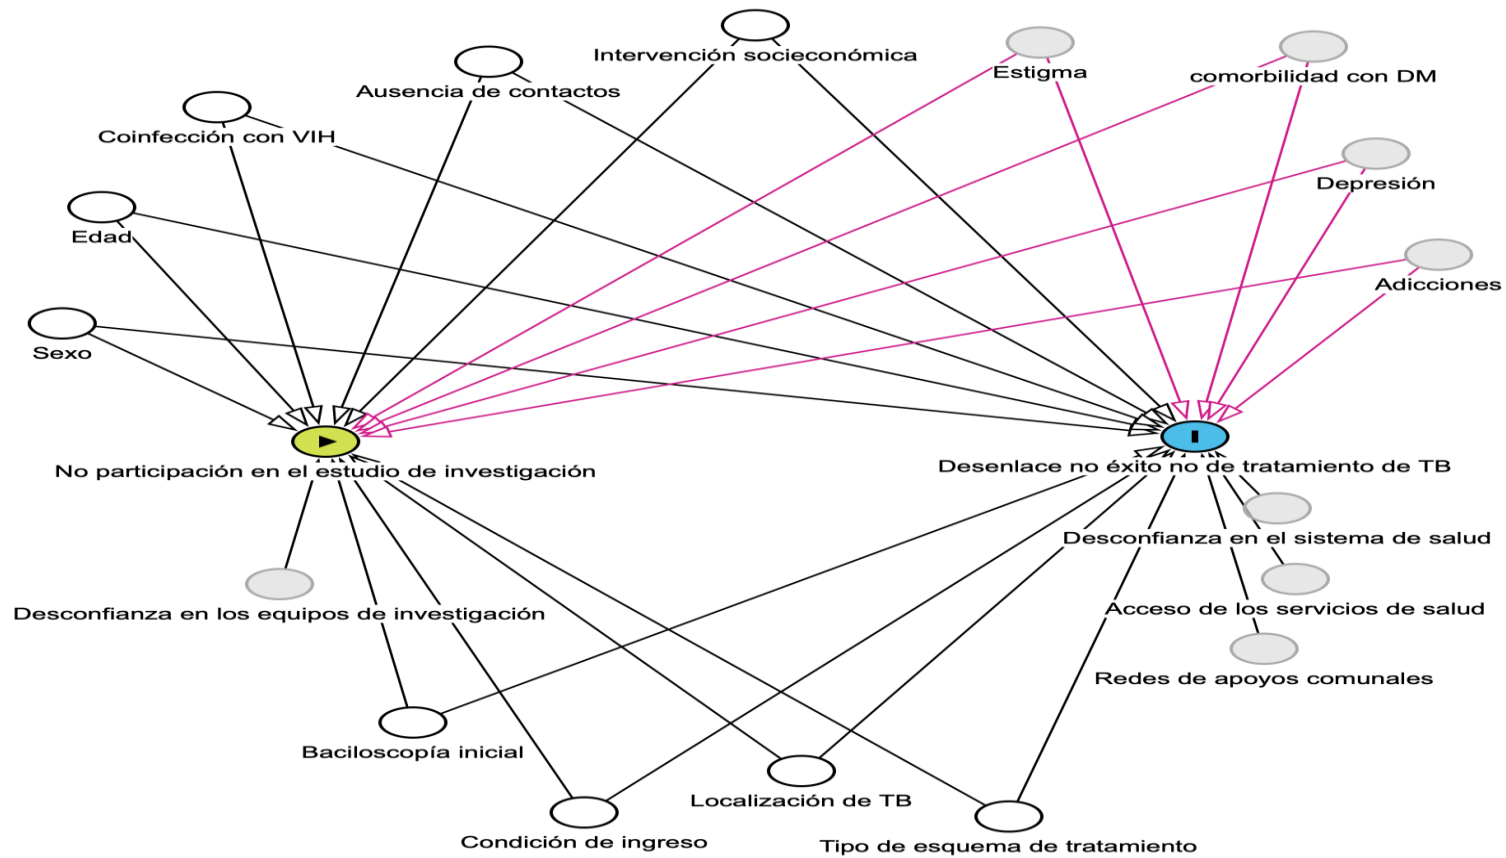 Intervención socieconómica
Estigma
comorbilidad con DM
Ausencia de contactos
Coinfección con VIH
Depresión
Edad
Adicciones
Sexo
No participación en el estudio de investigación
Desenlace no éxito no de tratamiento de TB
Desconfianza en el sistema de salud
Desconfianza en los equipos de investigación
Acceso de los servicios de salud
Redes de apoyos comunales
Baciloscopía inicial
Localización de TB
Condición de ingreso
Tipo de esquema de tratamiento